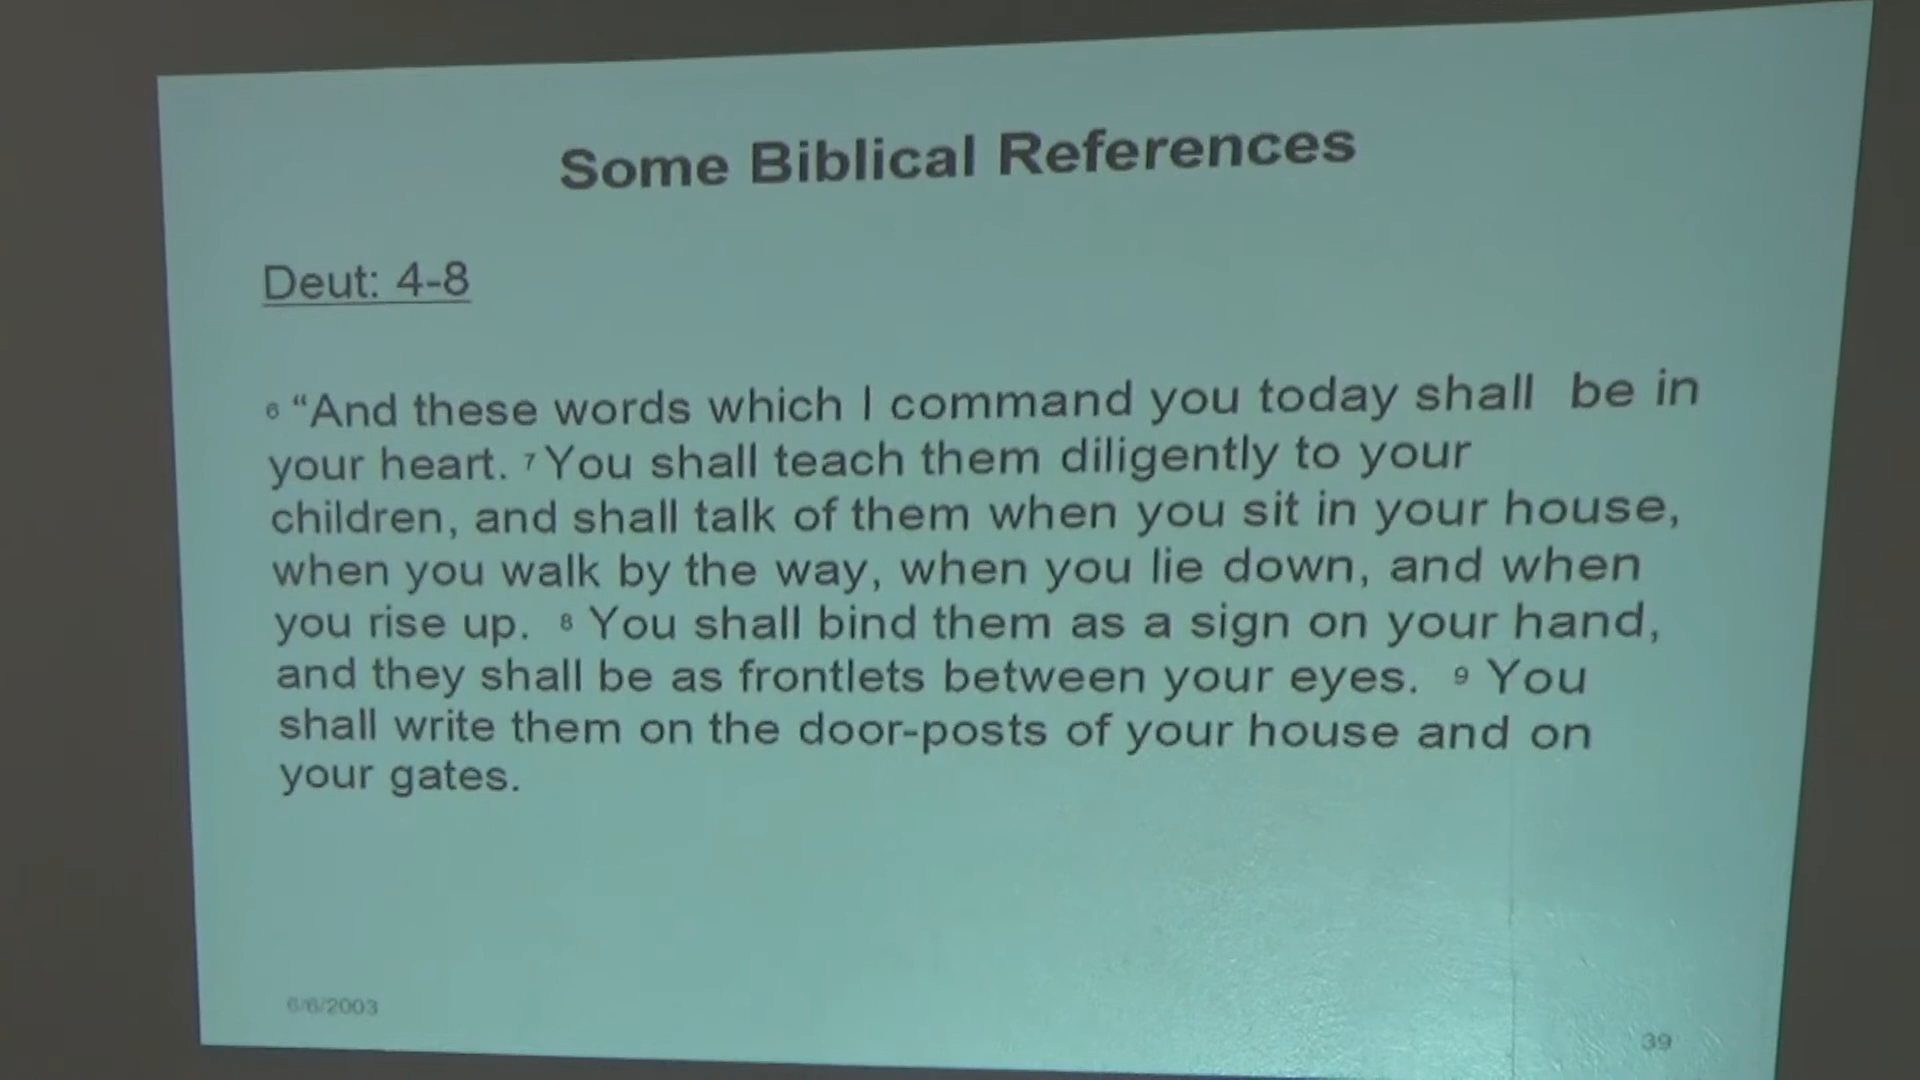 Some Biblical References
Deut: 4-8
6 “And these words which I command you today shall be in
your heart. 7 You shall teach them diligently to your
children, and shall talk of them when you sit in your house,
when you walk by the way, when you lie down, and when
you rise up. 8 You shall bind them as a sign on your hand,
and they shall be as frontlets between your eyes. 9 You
shall write them on the door-posts of your house and on
your gates.
6/6/2003
39